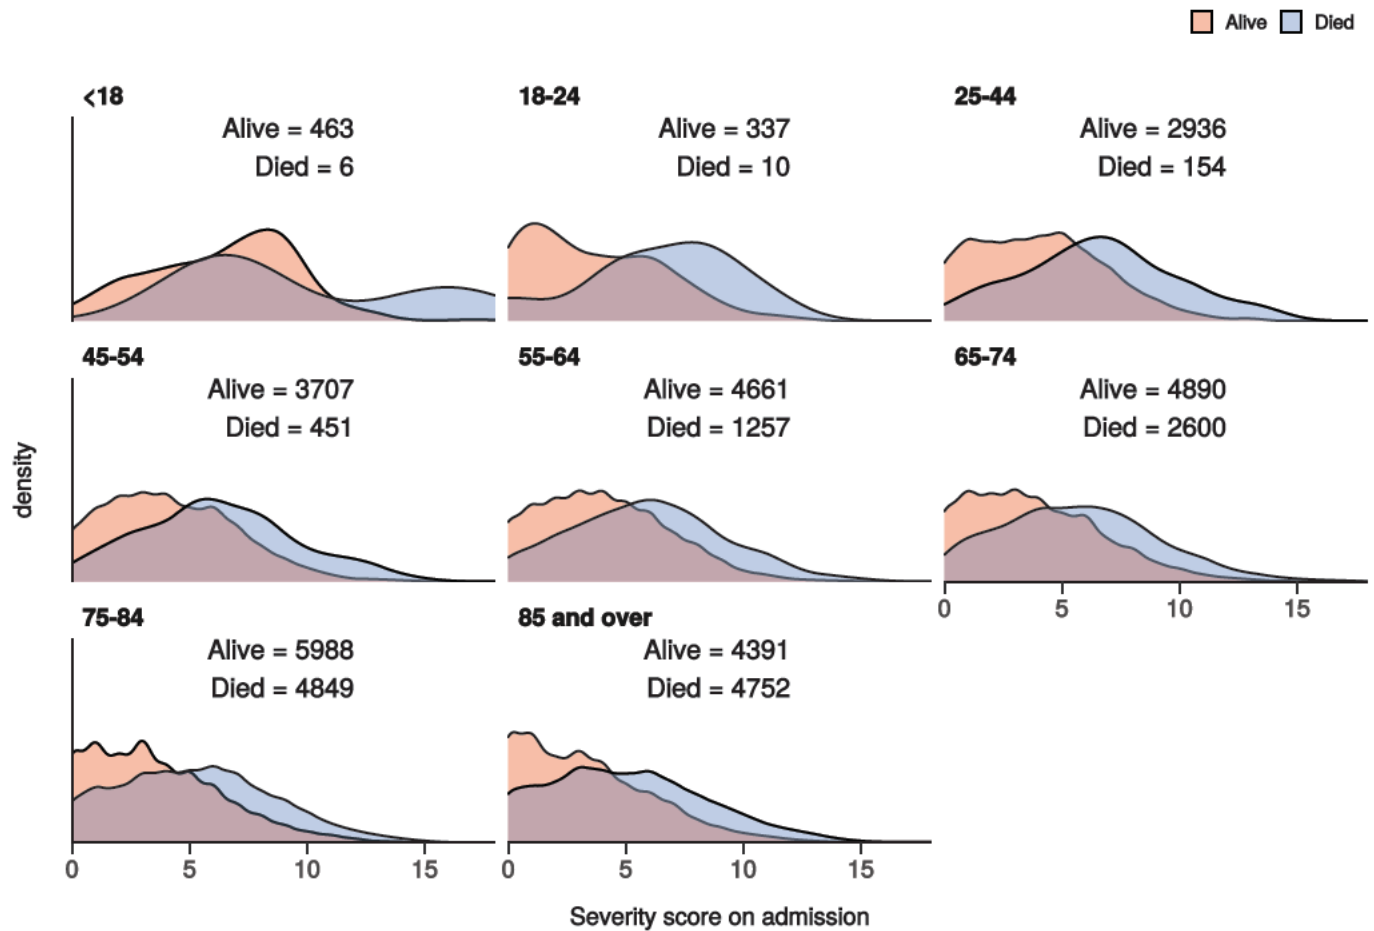 Alive Died
<18
Alive = 463
Died = 6
18-24
Alive = 337
Died = 10
25-44
Alive = 2936
Died = 154
45-54
Alive = 3707
Died = 451
55-64
Alive = 4661
Died = 1257
65-74
Alive = 4890
Died = 2600
0 5 10 15
75-84
Alive = 5988
Died = 4849
0 5 10 15
85 and over
Alive = 4391
Died = 4752
0 5 10 15
density
Severity score on admission